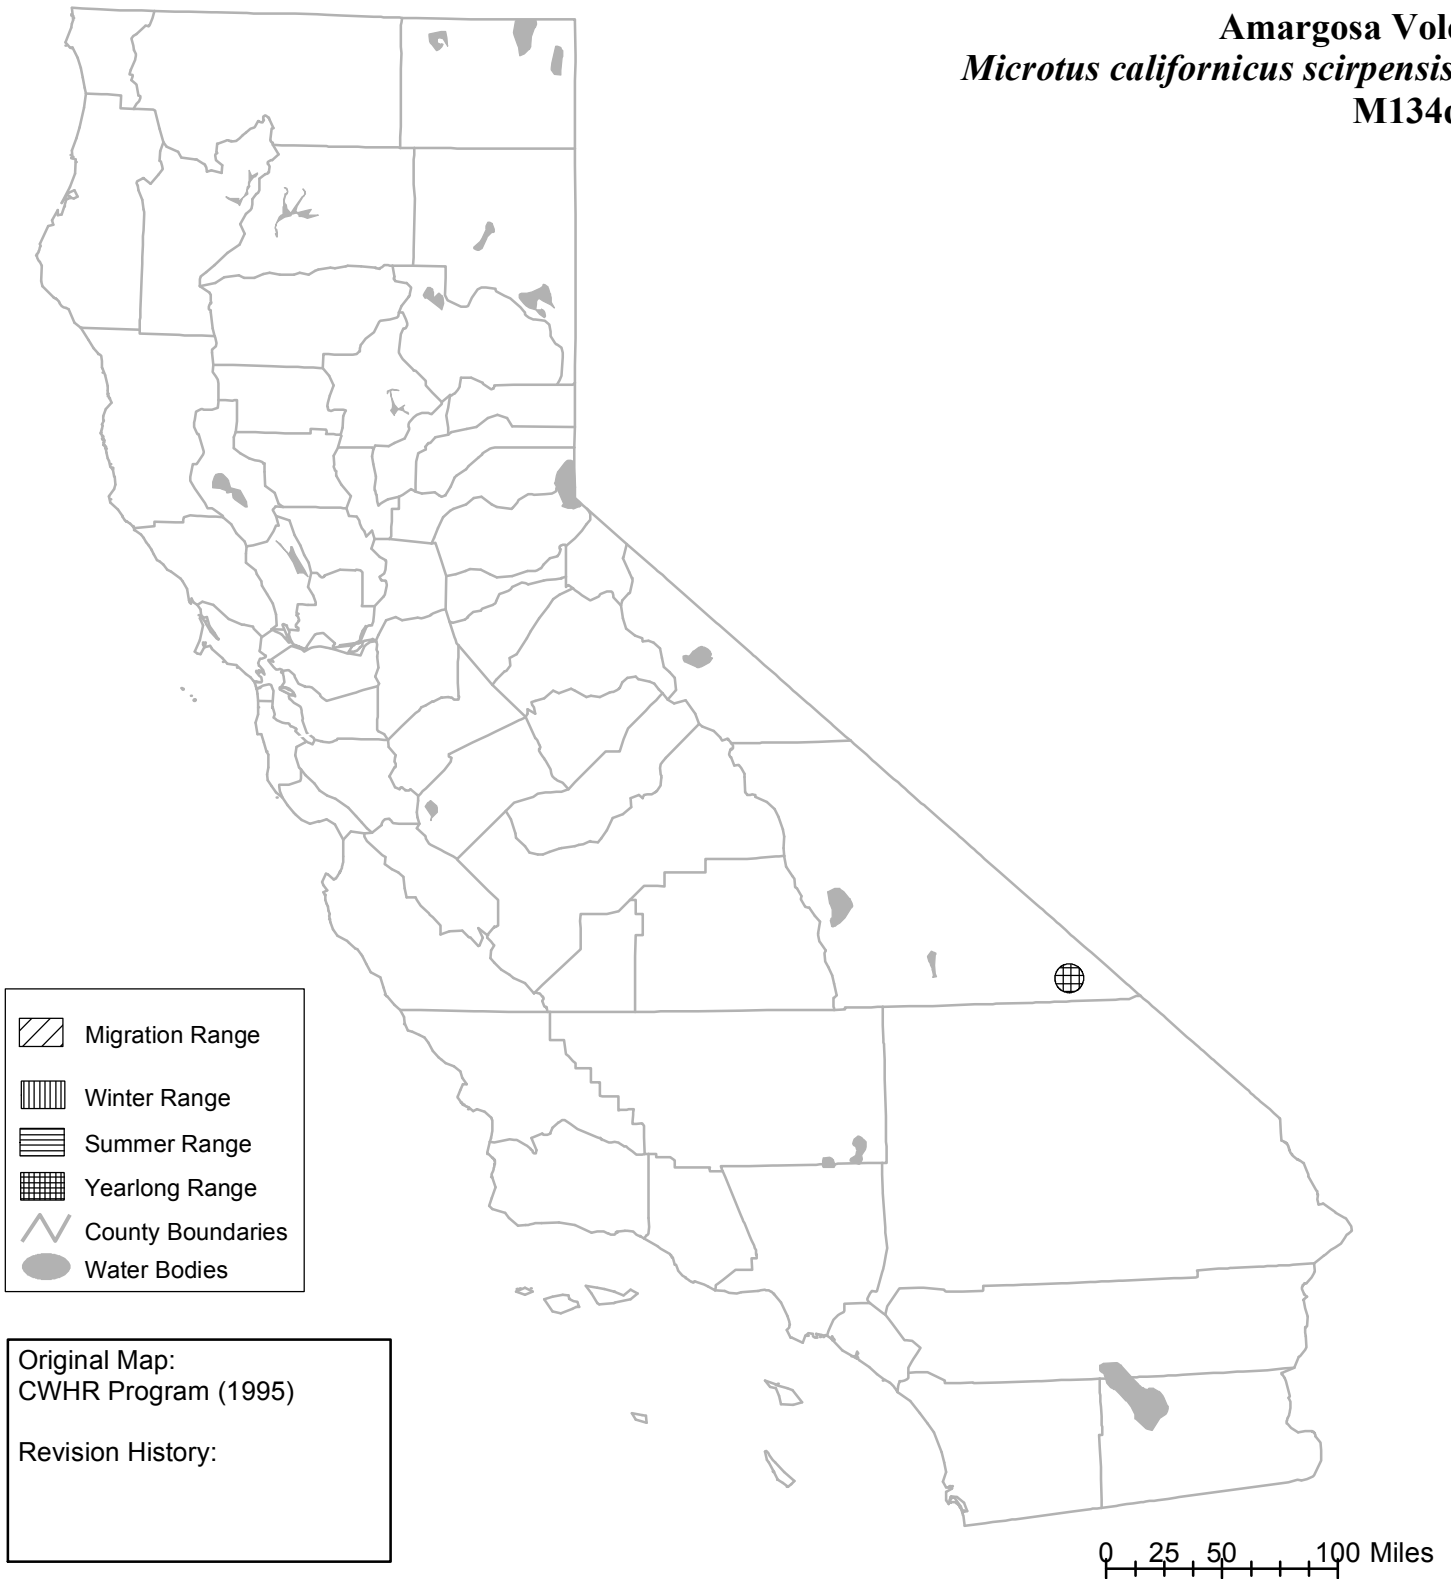 Amargosa Vole
Microtus californicus scirpensis
M134
Migration Range
Winter Range
Summer Range
Yearlong Range
County Boundaries
Water Bodies
Original Map:
CWHR Program (1995)
Revision History:
0 25 50 100 Miles